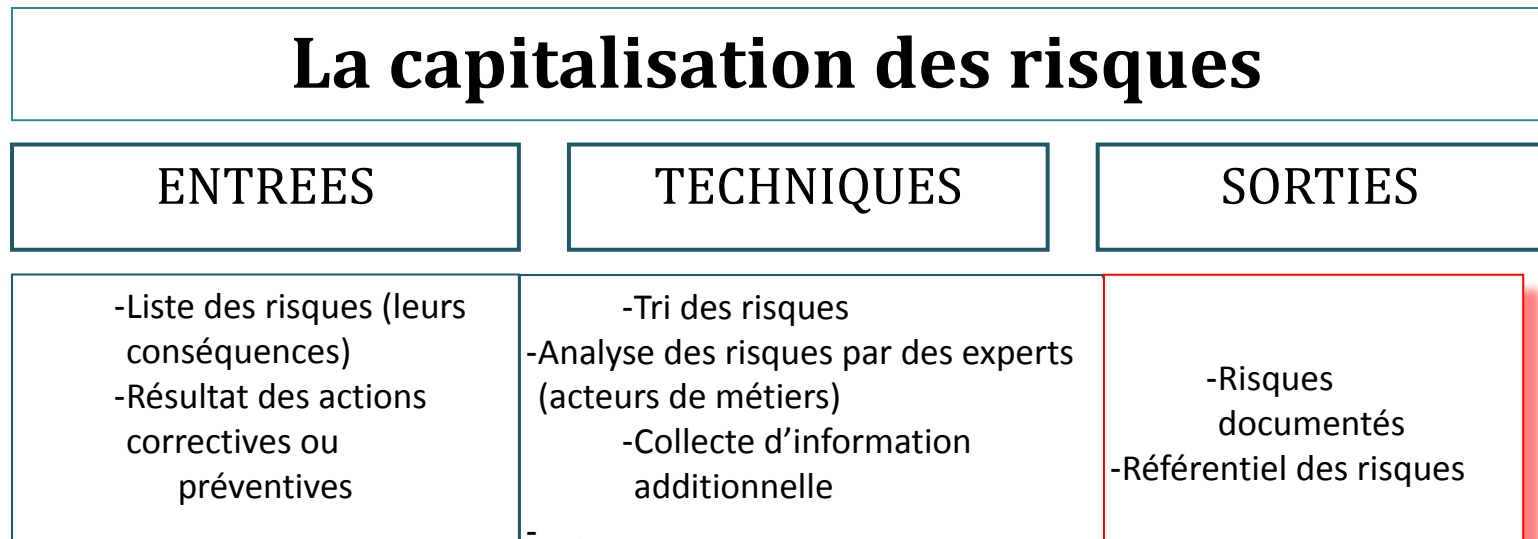 La capitalisation des risques
ENTREES
TECHNIQUES
SORTIES
-Liste des risques (leurs
conséquences)
-Résultat des actions
correctives ou
préventives
-Tri des risques
-Analyse des risques par des experts
(acteurs de métiers)
-Collecte d’information
additionnelle
-
-Risques
documentés
-Référentiel des risques